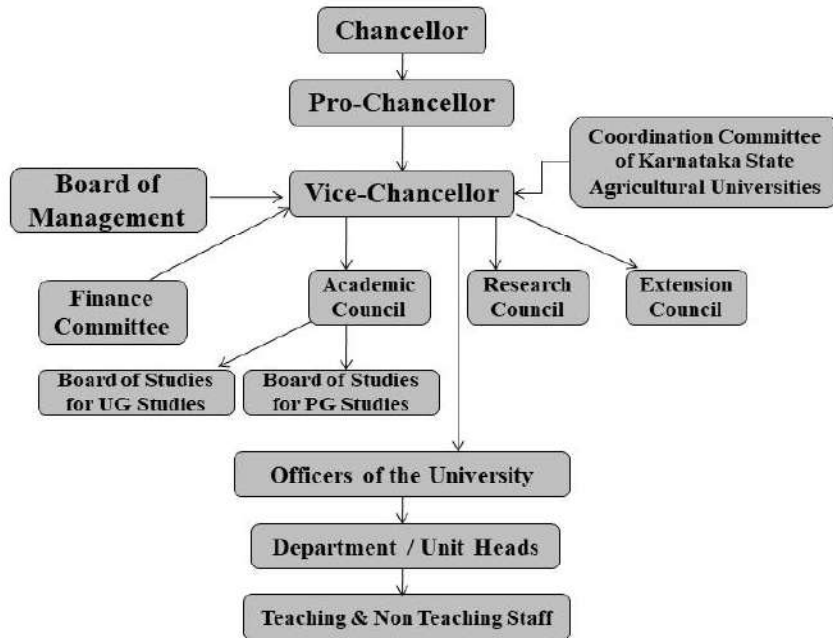 Chancellor
Pro-Chancellor
Coordination Committee
of Karnataka State
Agricultural Universities
Board of
Management
Vice-Chancellor
Finance
Committee
Academic
Council
Research
Council
Extension
Council
Board of Studies
for UG Studies
Board of Studies
for PG Studies
Officers of the University
Department / Unit Heads
Teaching & Non Teaching Staff